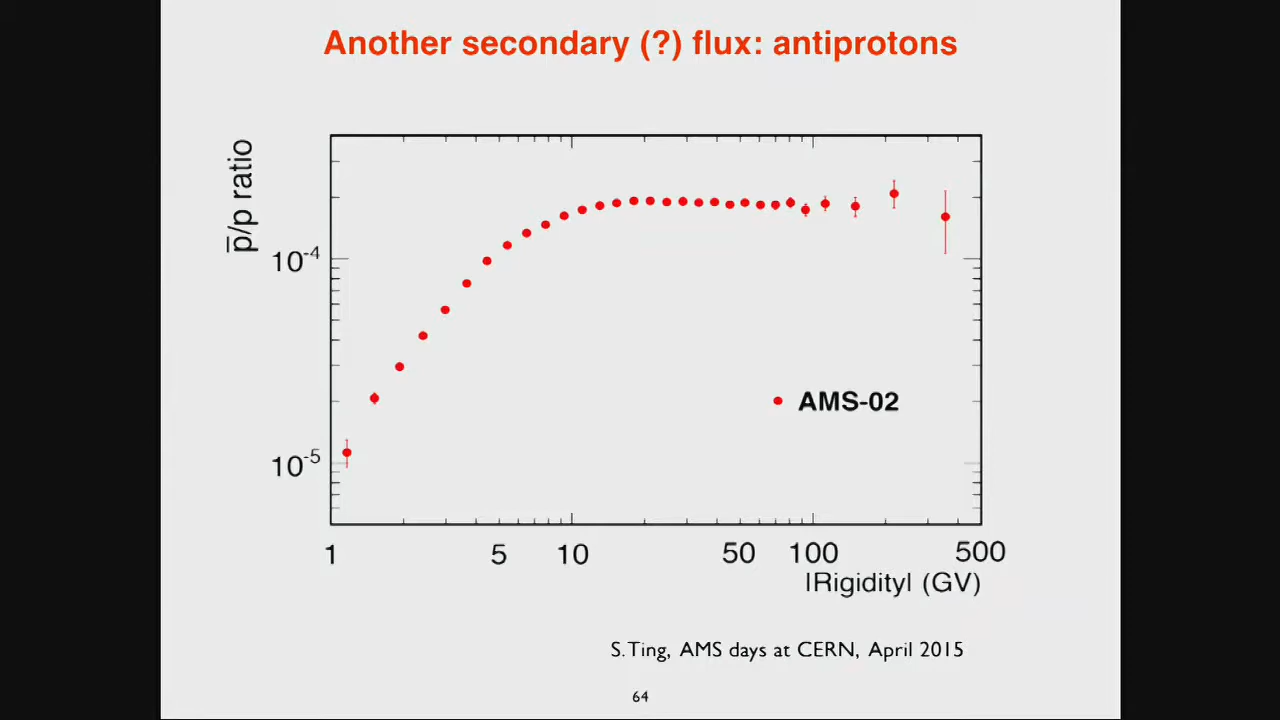 Another secondary (?) flux: antiprotons
p̅/p ratio
10⁻⁴
10⁻⁵
AMS-02
1 5 10 50 100 500
|Rigidity| (GV)
S. Ting, AMS days at CERN, April 2015
64